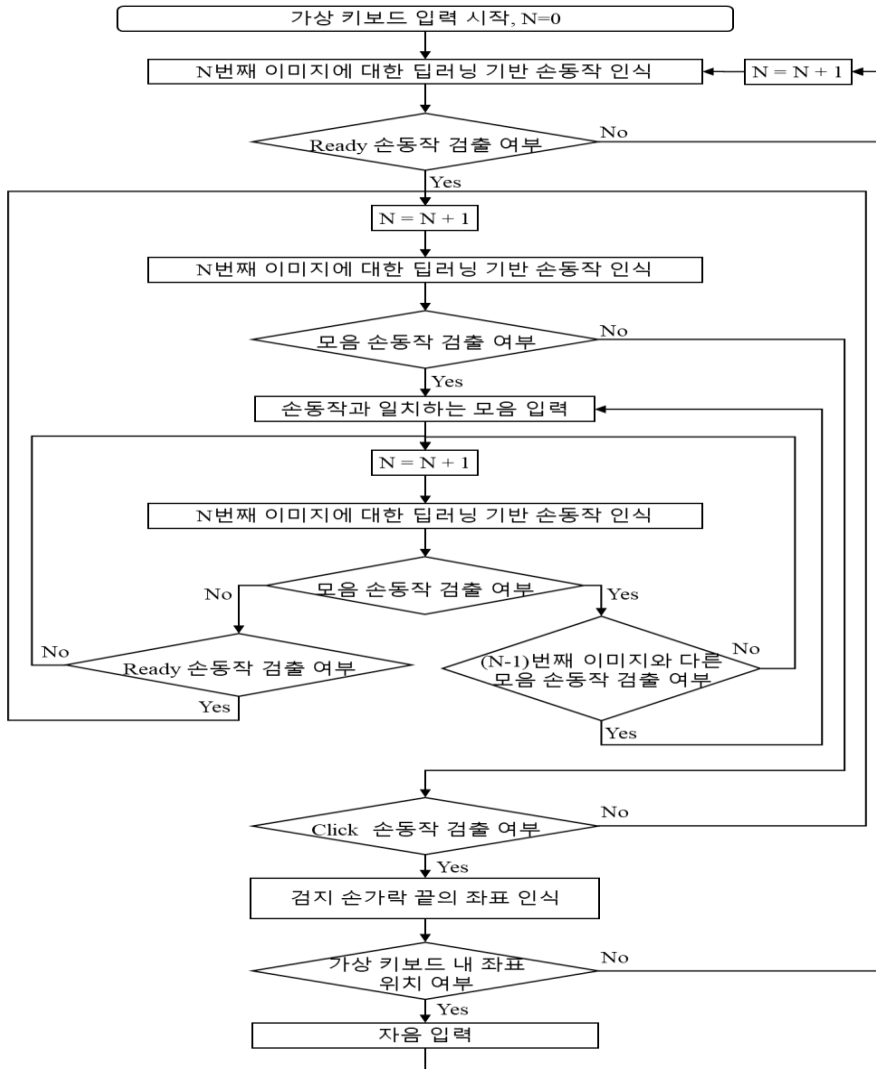 가상 키보드 입력 시작, N=0
N번째 이미지에 대한 딥러닝 기반 손동작 인식
N = N + 1
Ready 손동작 검출 여부
No
Yes
N = N + 1
N번째 이미지에 대한 딥러닝 기반 손동작 인식
모음 손동작 검출 여부
No
Yes
손동작과 일치하는 모음 입력
N = N + 1
N번째 이미지에 대한 딥러닝 기반 손동작 인식
모음 손동작 검출 여부
No
Yes
Ready 손동작 검출 여부
No
Yes
(N-1)번째 이미지와 다른
모음 손동작 검출 여부
No
Yes
Click 손동작 검출 여부
No
Yes
검지 손가락 끝의 좌표 인식
가상 키보드 내 좌표
위치 여부
No
Yes
자음 입력